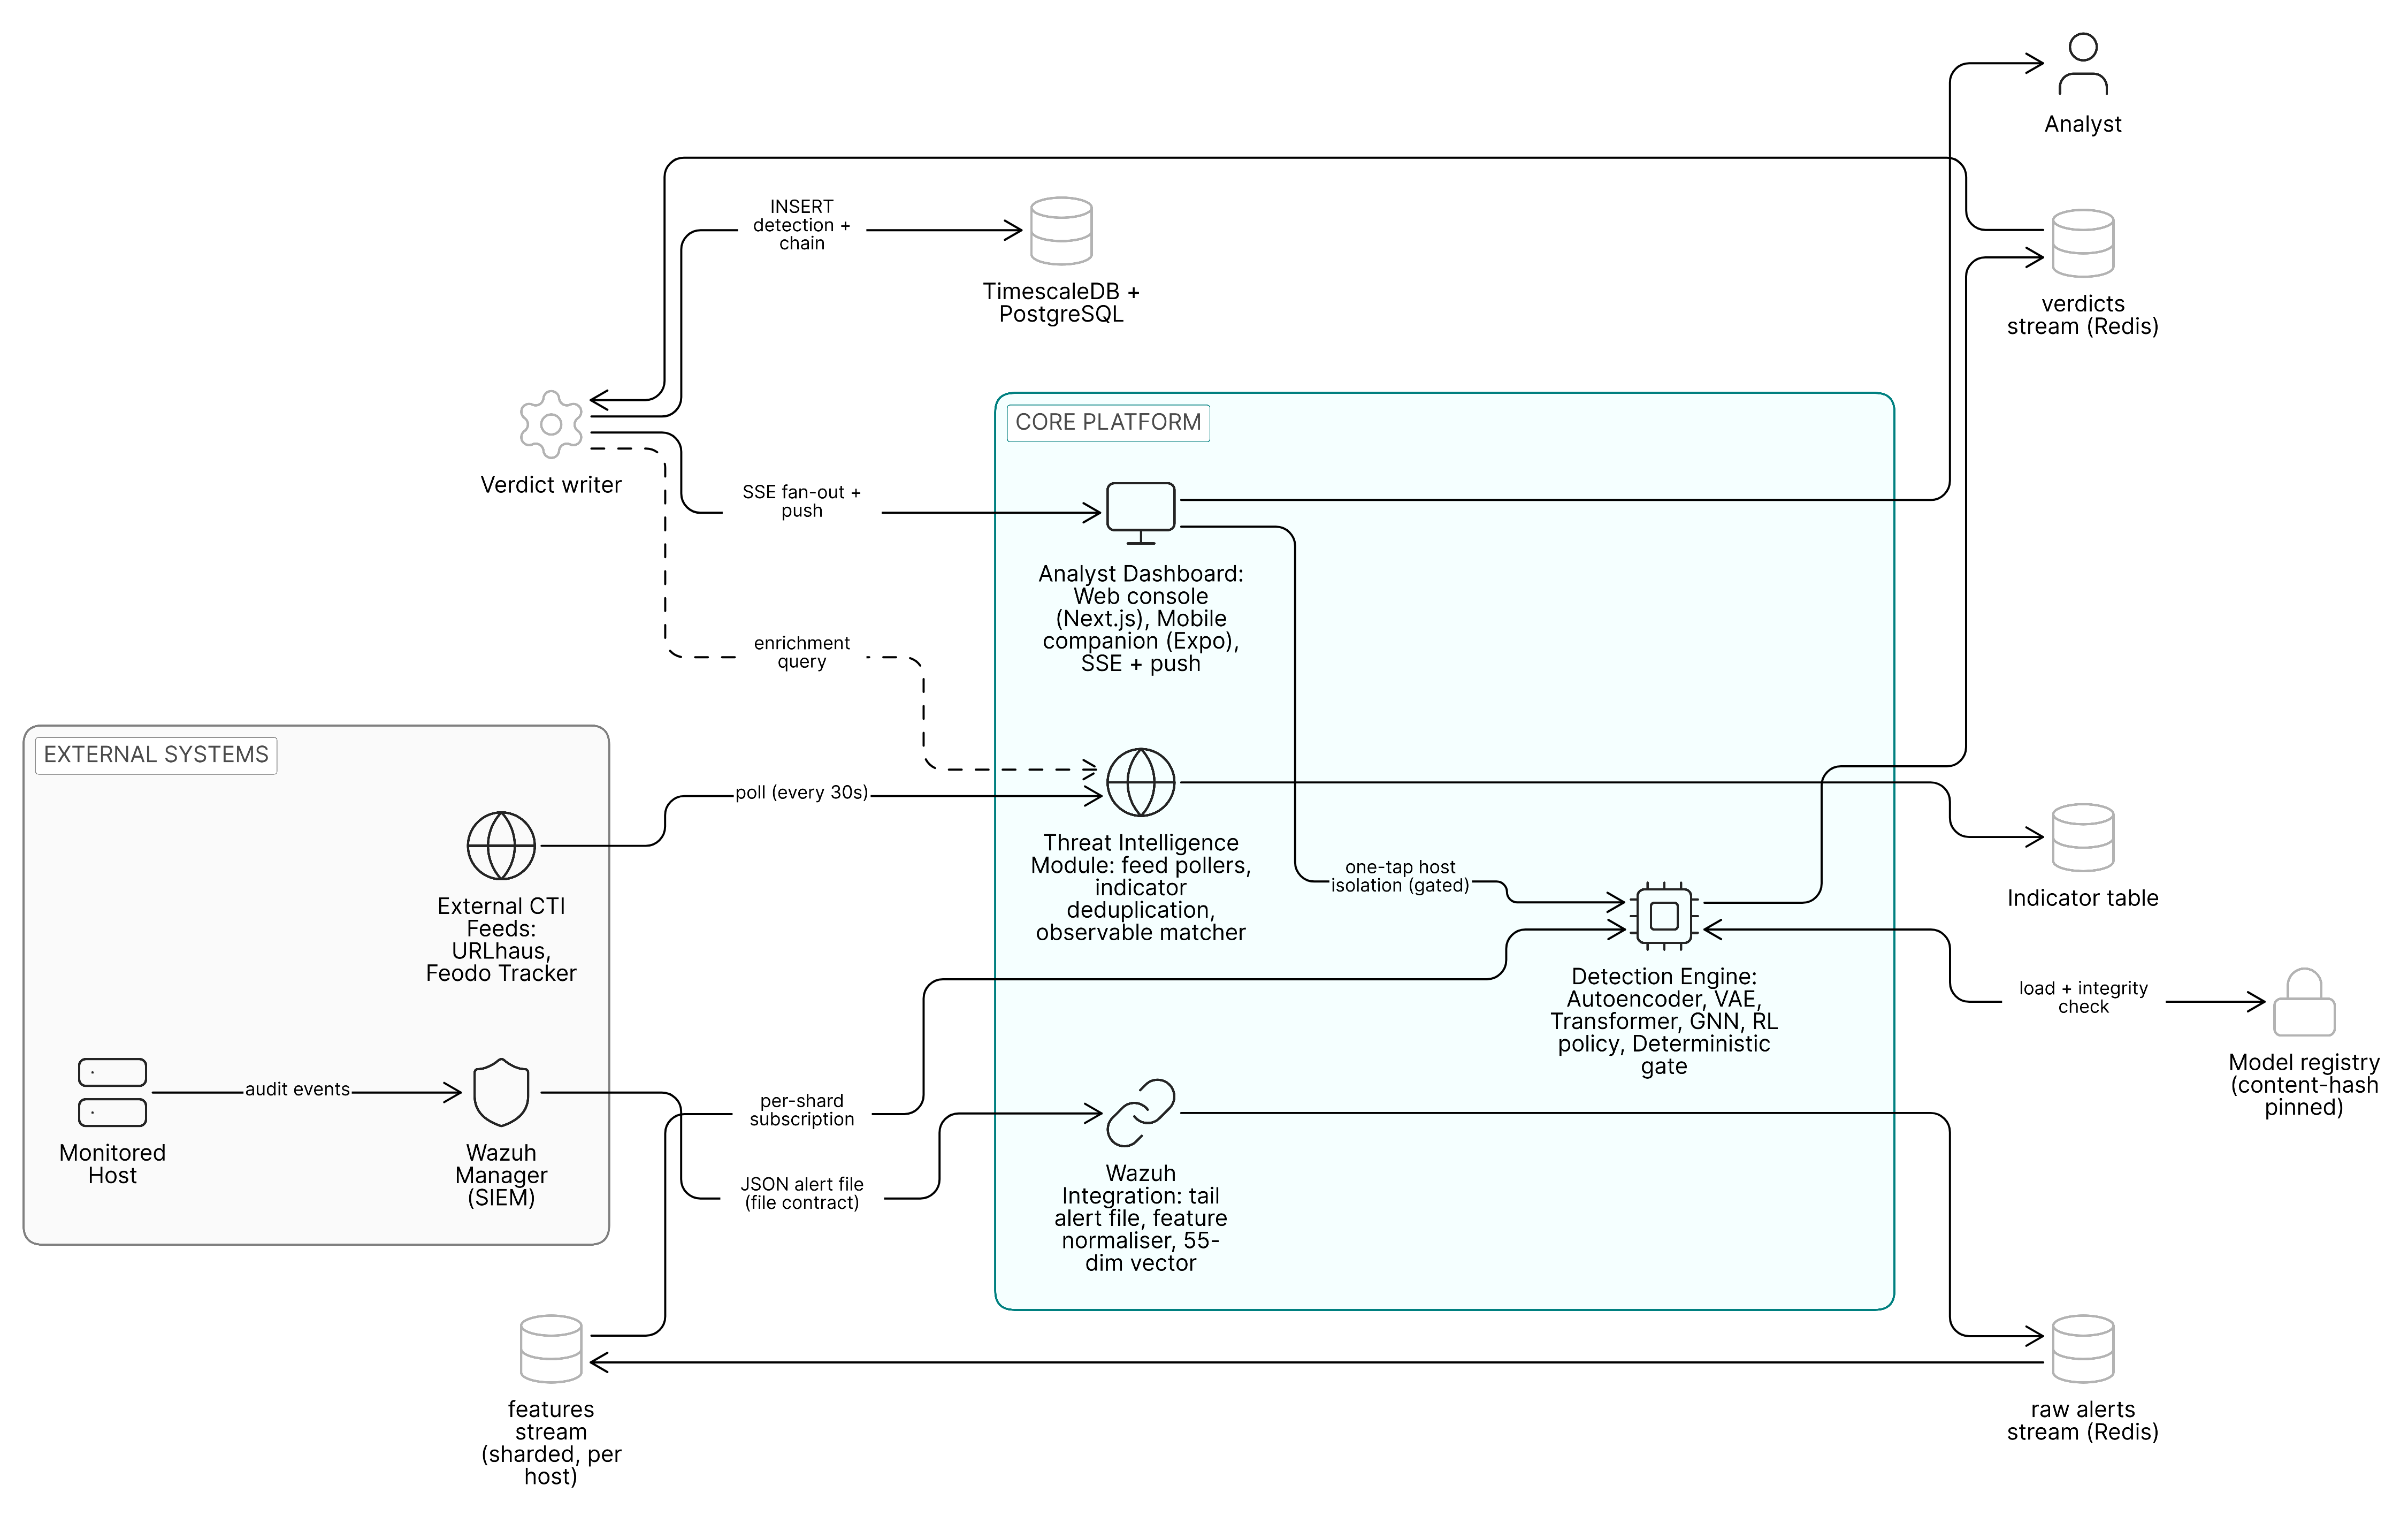 Analyst
INSERT
detection +
chain
TimescaleDB +
PostgreSQL
verdicts
stream (Redis)
Verdict writer
CORE PLATFORM
SSE fan-out +
push
Analyst Dashboard:
Web console
(Next.js), Mobile
companion (Expo),
SSE + push
enrichment
query
EXTERNAL SYSTEMS
poll (every 30s)
External CTI
Feeds:
URLhaus,
Feodo Tracker
Threat Intelligence
Module: feed pollers,
indicator
deduplication,
observable matcher
one-tap host
isolation (gated)
Indicator table
Detection Engine:
Autoencoder, VAE,
Transformer, GNN, RL
policy, Deterministic
gate
load + integrity
check
Model registry
(content-hash
pinned)
audit events
Monitored
Host
Wazuh
Manager
(SIEM)
per-shard
subscription
JSON alert file
(file contract)
Wazuh
Integration: tail
alert file, feature
normaliser, 55-
dim vector
features
stream
(sharded, per
host)
raw alerts
stream (Redis)